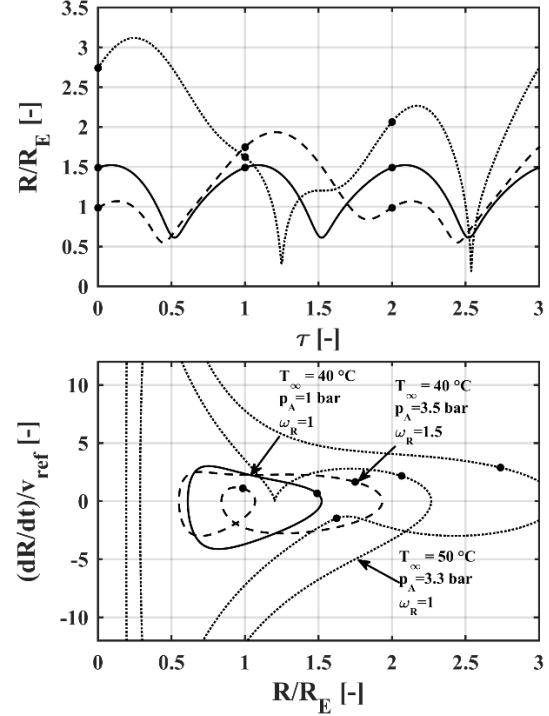 R/R_E [-]
3.5
3
2.5
2
1.5
1
0.5
0
0 0.5 1 1.5 2 2.5 3
τ [-]
(dR/dt)/v_ref [-]
10
5
0
-5
-10
T_∞ = 40 °C
p_A=1 bar
ω_R=1
T_∞ = 40 °C
p_A=3.5 bar
ω_R=1.5
T_∞ = 50 °C
p_A=3.3 bar
ω_R=1
0 0.5 1 1.5 2 2.5 3
R/R_E [-]